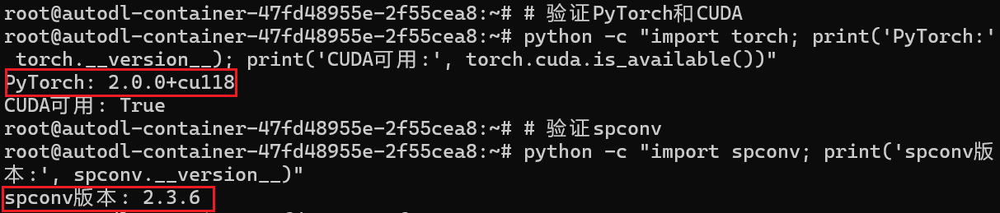 root@autodl-container-47fd48955e-2f55cea8:~# # 验证PyTorch和CUDA
root@autodl-container-47fd48955e-2f55cea8:~# python -c "import torch; print('PyTorch:'
torch.__version__); print('CUDA可用:', torch.cuda.is_available())"
PyTorch: 2.0.0+cu118
CUDA可用: True
root@autodl-container-47fd48955e-2f55cea8:~# # 验证spconv
root@autodl-container-47fd48955e-2f55cea8:~# python -c "import spconv; print('spconv版
本:', spconv.__version__)"
spconv版本: 2.3.6